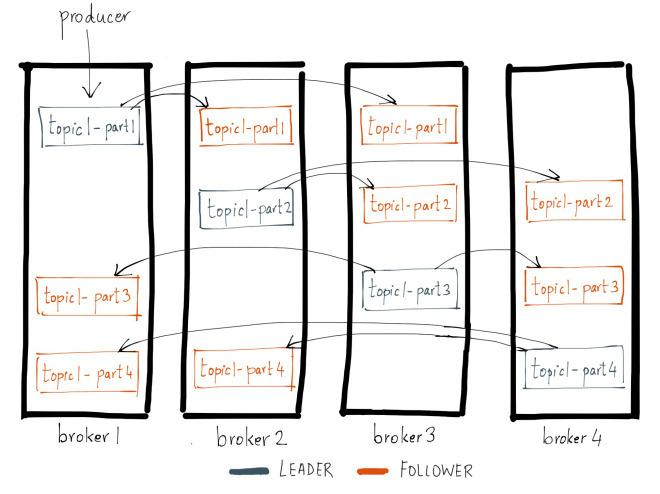 producer
topic1-part1
topic1-part1
topic1-part1
topic1-part2
topic1-part2
topic1-part2
topic1-part3
topic1-part3
topic1-part3
topic1-part4
topic1-part4
topic1-part4
broker 1
broker 2
broker 3
broker 4
LEADER
FOLLOWER